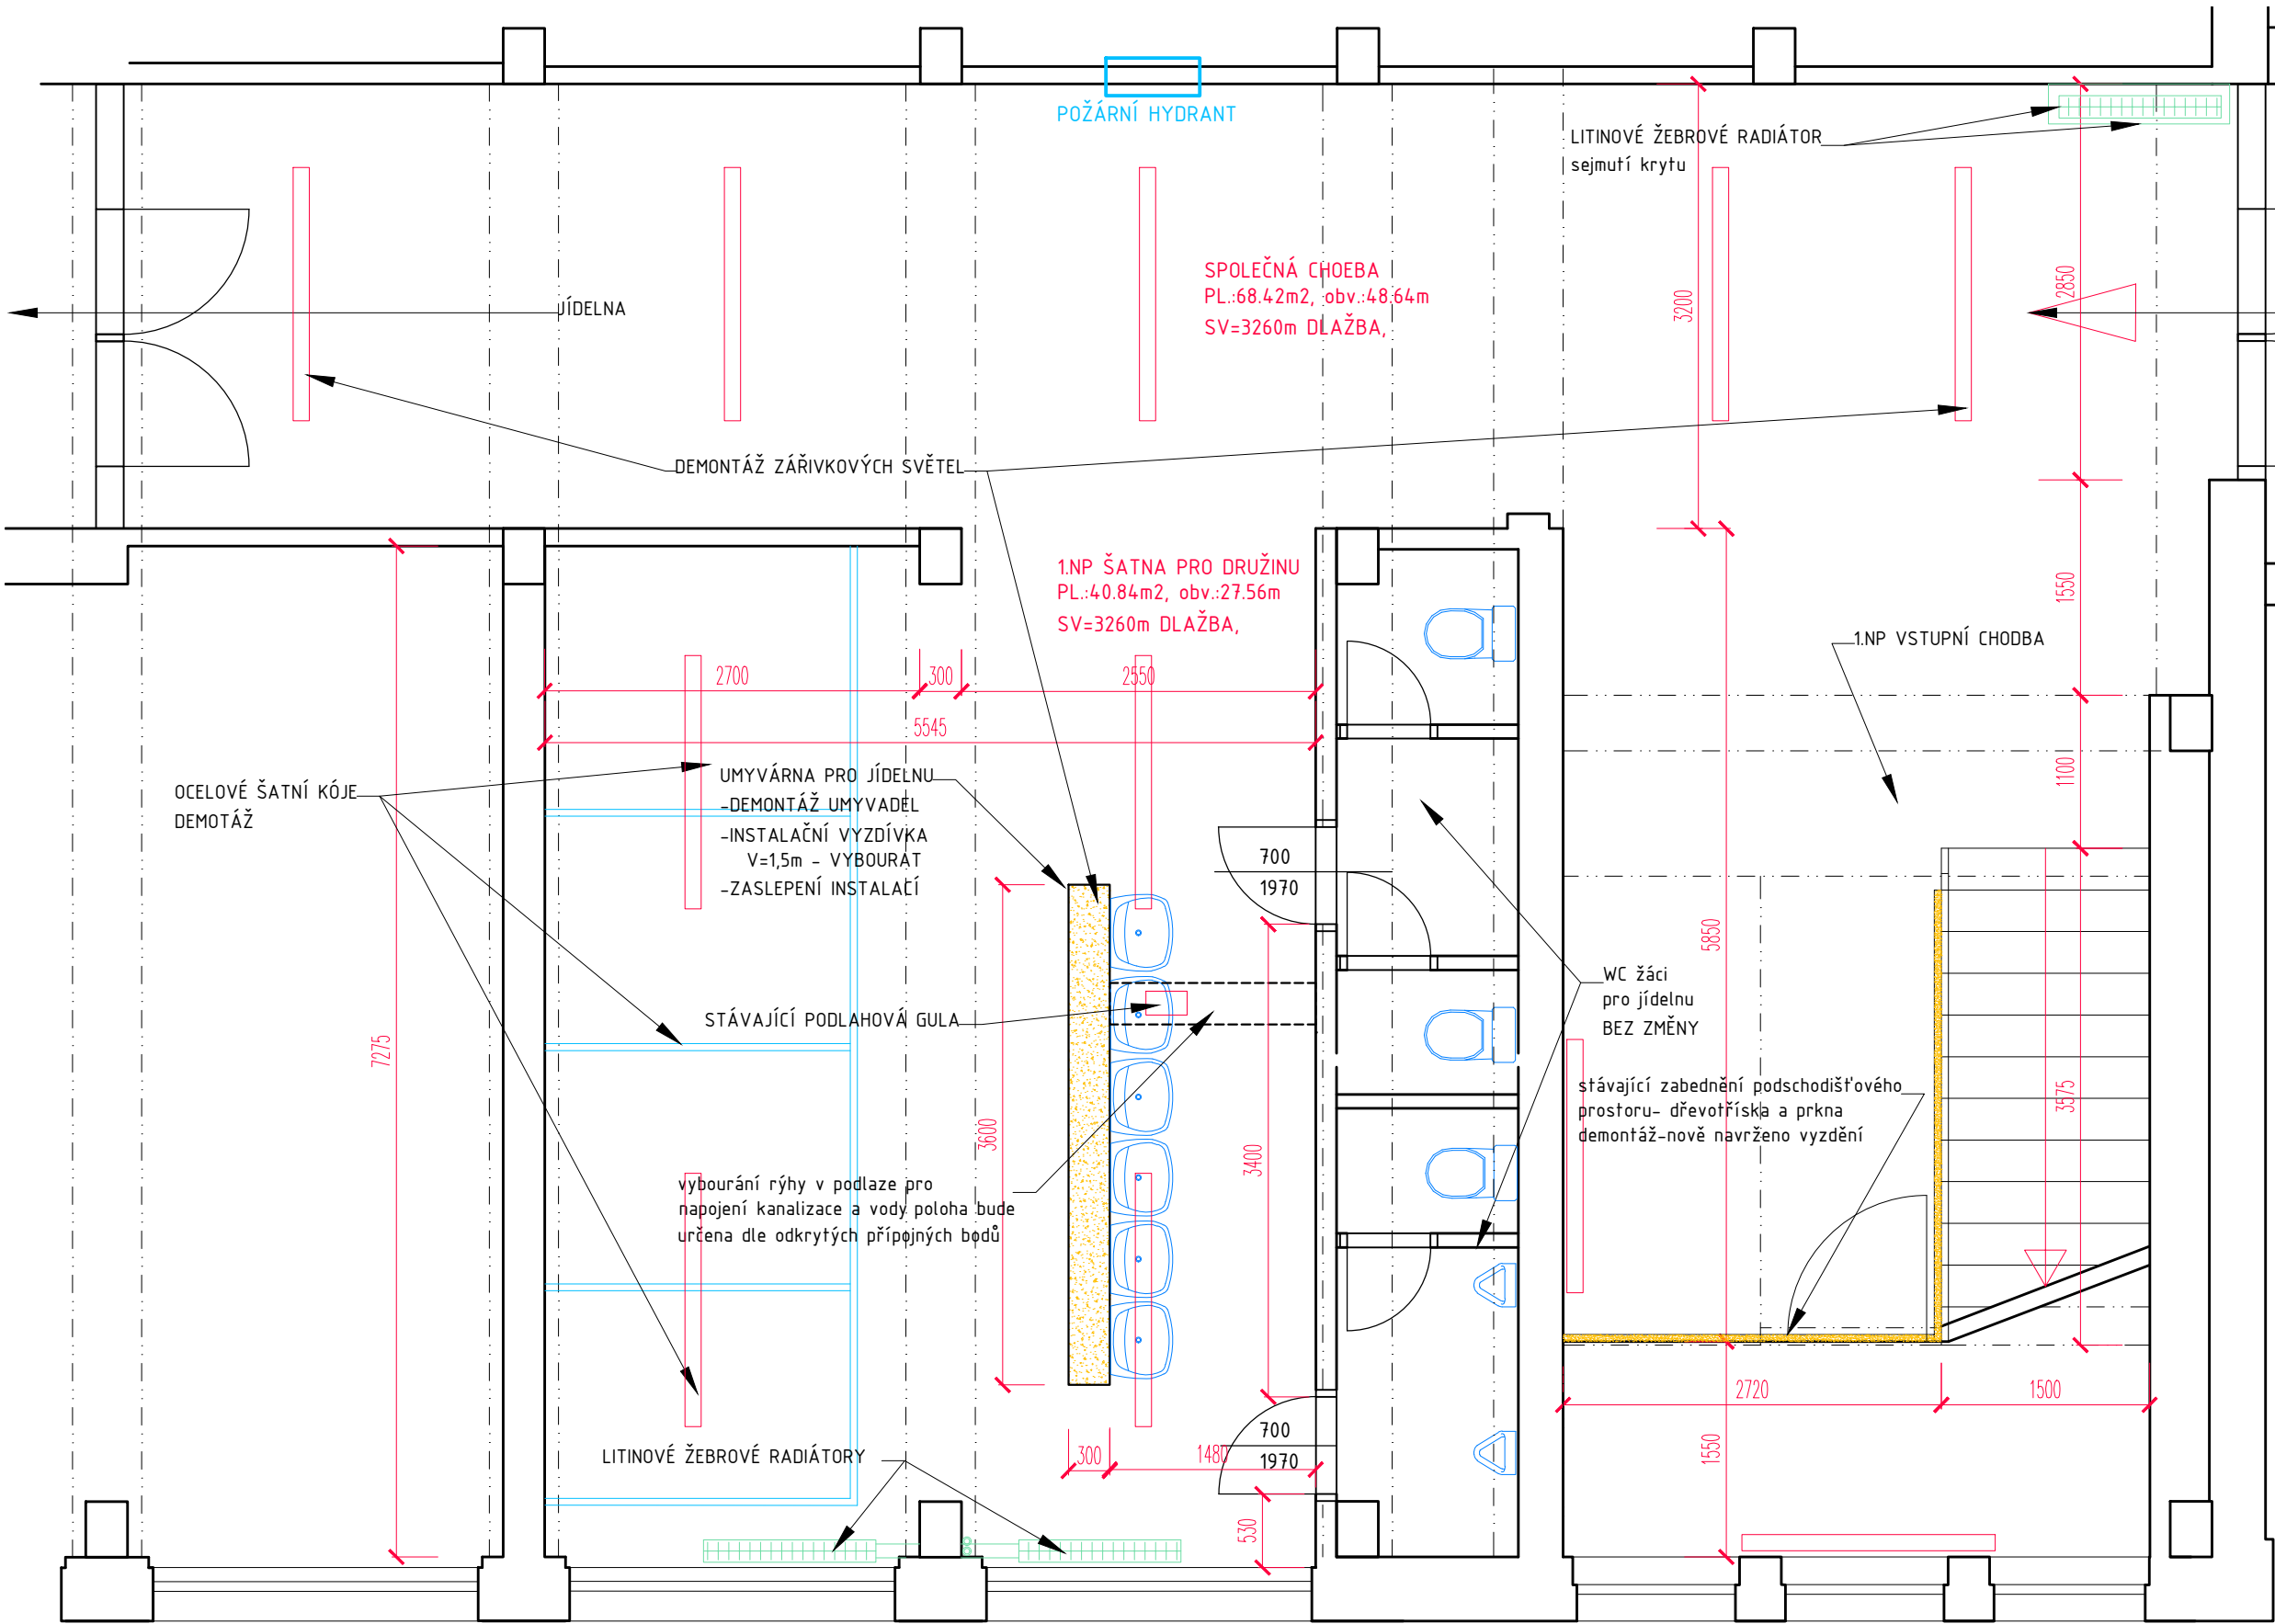 POŽÁRNÍ HYDRANT
LITINOVÉ ŽEBROVÉ RADIÁTOR
sejmutí krytu
SPOLEČNÁ CHOEBA
PL.:68.42m2, obv.:48.64m
SV=3260m DLAŽBA,
3200
2850
JÍDELNA
DEMONTÁŽ ZÁŘIVKOVÝCH SVĚTEL
1.NP ŠATNA PRO DRUŽINU
PL.:40.84m2, obv.:27.56m
SV=3260m DLAŽBA,
1550
1.NP VSTUPNÍ CHODBA
2700
300
2550
5545
1100
OCELOVÉ ŠATNÍ KÓJE
DEMOTÁŽ
UMYVÁRNA PRO JÍDELNU
-DEMONTÁŽ UMYVADEL
-INSTALAČNÍ VYZDÍVKA
V=1,5m - VYBOURAT
-ZASLEPENÍ INSTALACÍ
700
1970
5850
WC žáci
pro jídelnu
BEZ ZMĚNY
STÁVAJÍCÍ PODLAHOVÁ GULA
7275
3600
3400
3575
stávající zabednění podschodišťového
prostoru- dřevotříska a prkna
demontáž-nově navrženo vyzdění
vybourání rýhy v podlaze pro
napojení kanalizace a vody poloha bude
určena dle odkrytých přípojných bodů
2720
1500
LITINOVÉ ŽEBROVÉ RADIÁTORY
300
1480
700
1970
1550
530